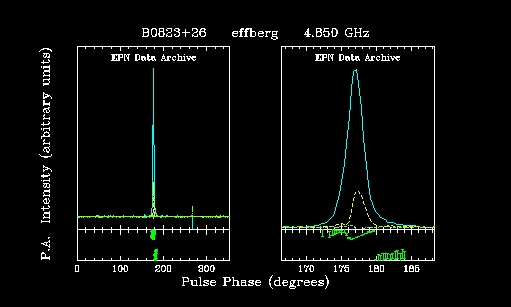 B0823+26 effberg 4.850 GHz
EPN Data Archive EPN Data Archive
P.A. Intensity (arbitrary units)
0 100 200 300 170 175 180 185
Pulse Phase (degrees)